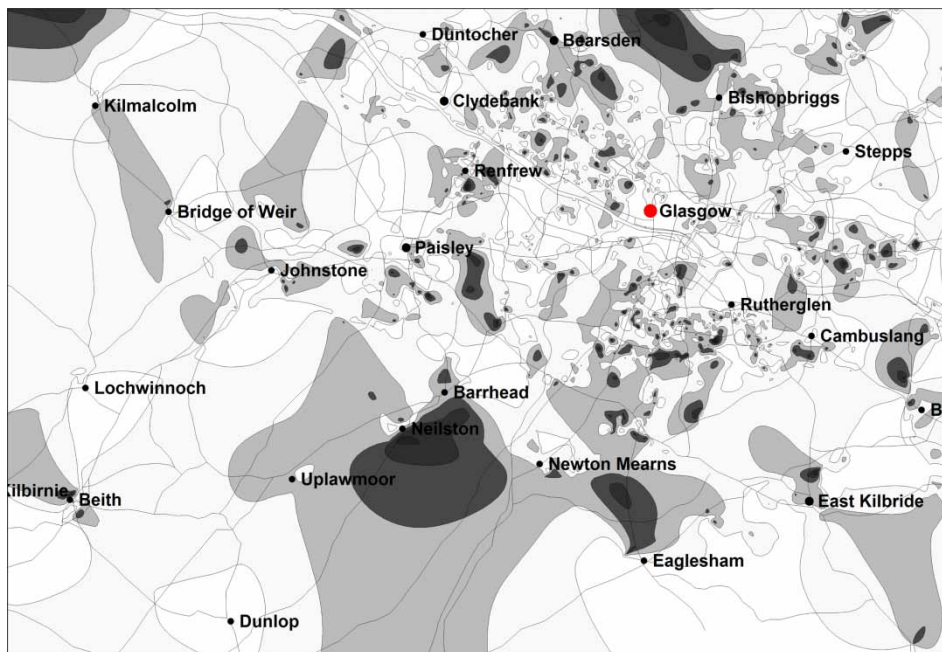 Duntocher
Bearsden
Kilmalcolm
Clydebank
Bishopbriggs
Stepps
Renfrew
Bridge of Weir
Glasgow
Paisley
Johnstone
Rutherglen
Cambuslang
Lochwinnoch
Barrhead
B
Neilston
Newton Mearns
Uplawmoor
Kilbirnie
Beith
East Kilbride
Eaglesham
Dunlop